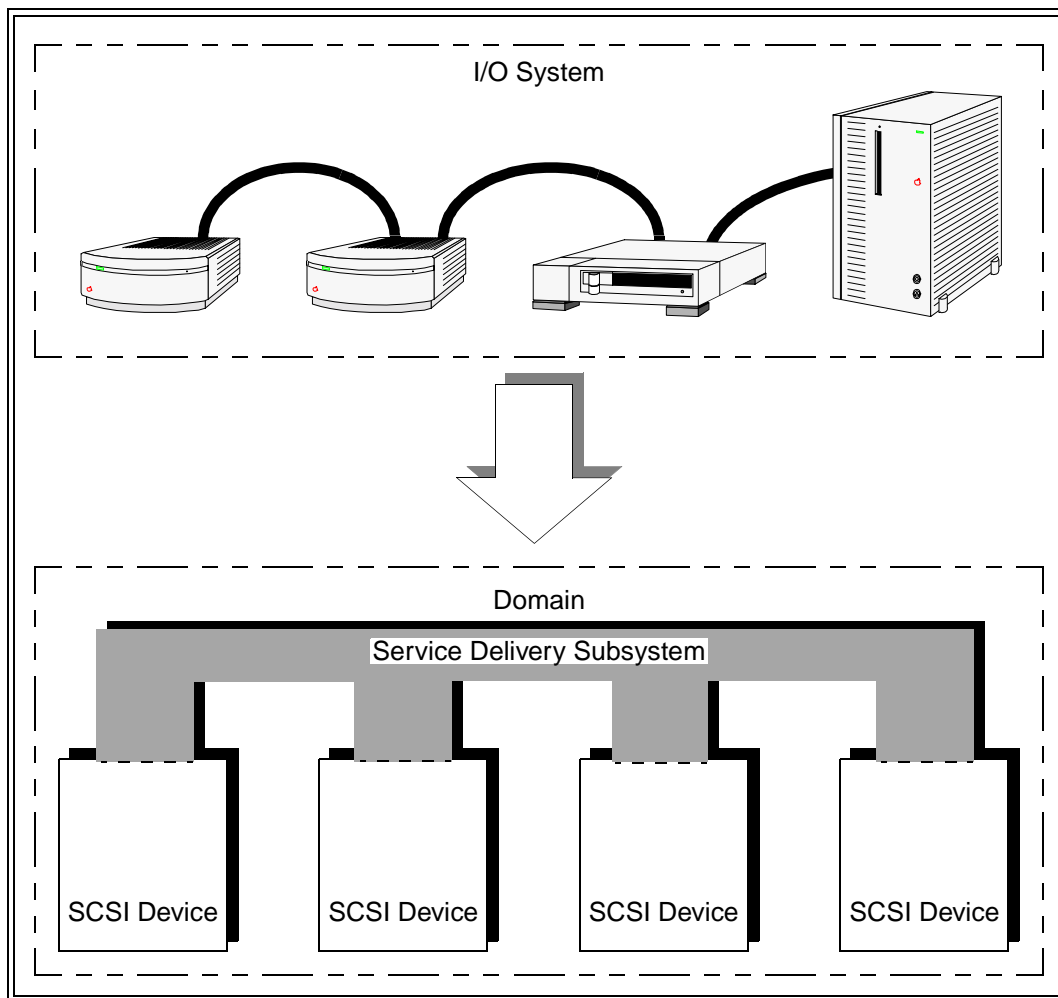 I/O System
Domain
Service Delivery Subsystem
SCSI Device SCSI Device SCSI Device SCSI Device